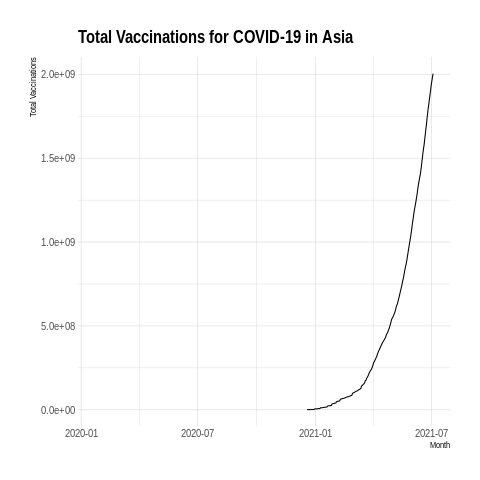 Total Vaccinations for COVID-19 in Asia
Total Vaccinations
2.0e+09
1.5e+09
1.0e+09
5.0e+08
0.0e+00
2020-01
2020-07
2021-01
2021-07
Month